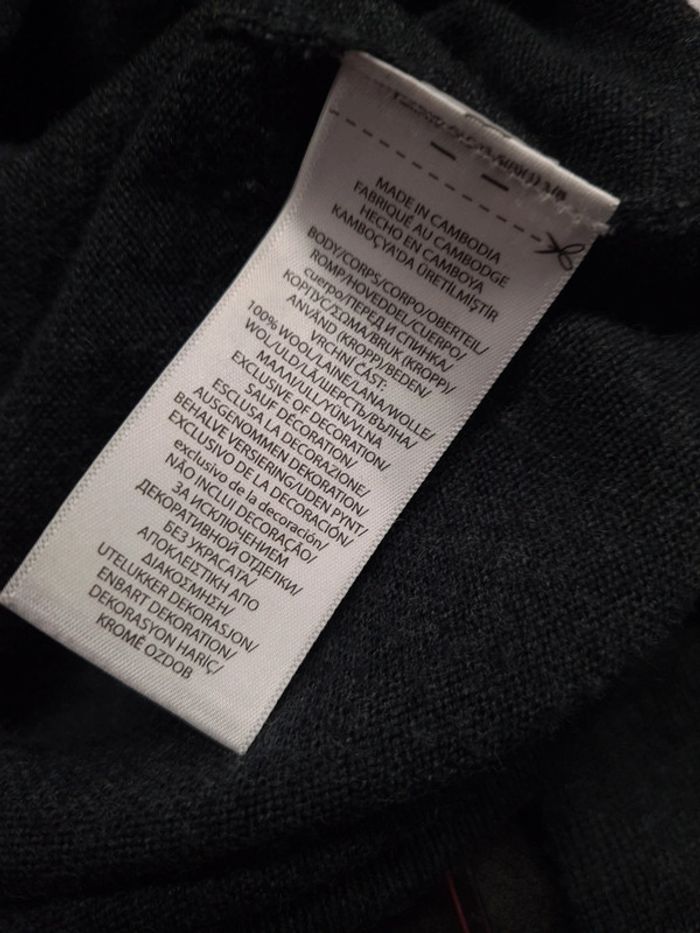 MADE IN CAMBODIA
FABRIQUÉ AU CAMBODGE
HECHO EN CAMBOYA
KAMBOÇYA'DA ÜRETİLMİŞTİR
BODY/CORPS/CORPO/OBERTEIL/
ROMP/HOVEDDEL/CUERPO/
cuerpo/ПЕРЕД И СПИНКА/
КОРПУС/ΣΩΜΑ/BRUK (KROPP)/
ANVÄND (KROPP)/BEDEN/
VRCHNÍ ČÁST:
100% WOOL/LAINE/LANA/WOLLE/
WOL/ULD/LÃ/ШЕРСТЬ/ВЪЛНА/
ΜΑΛΛΙ/ULL/YÜN/VLNA
EXCLUSIVE OF DECORATION/
SAUF DÉCORATION/
ESCLUSA LA DECORAZIONE/
AUSGENOMMEN DEKORATION/
BEHALVE VERSIERING/UDEN PYNT/
EXCLUSIVO DE LA DECORACIÓN/
exclusivo de la decoración/
NÃO INCLUI DECORAÇÃO/
ЗА ИСКЛЮЧЕНИЕМ
ДЕКОРАТИВНОЙ ОТДЕЛКИ/
БЕЗ УКРАСАТА/
ΑΠΟΚΛΕΙΣΤΙΚΗ ΑΠΟ
ΔΙΑΚΟΣΜΗΣΗ/
UTELUKKER DEKORASJON/
ENBART DEKORATION/
DEKORASYON HARİÇ/
KROMĚ OZDOB